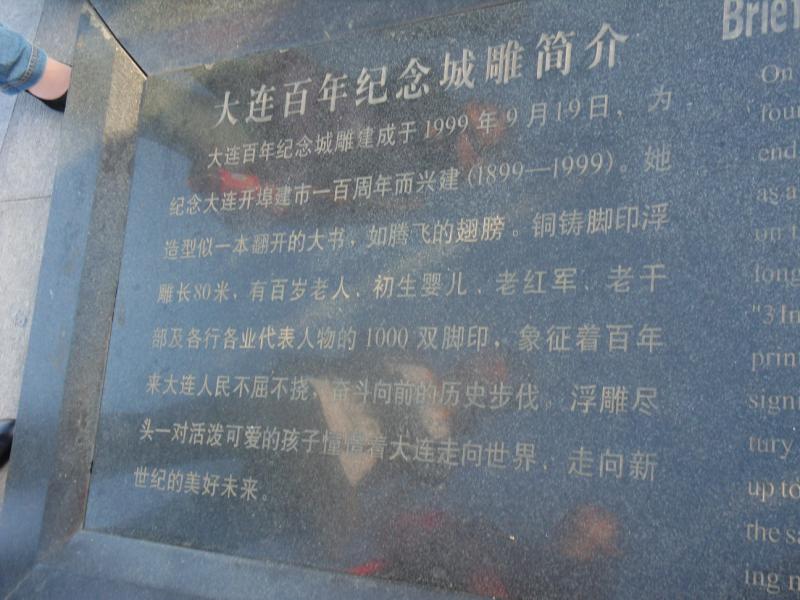 大连百年纪念城雕简介
大连百年纪念城雕建成于1999年9月19日，为
纪念大连开埠建市一百周年而兴建(1899—1999)。她
造型似一本翻开的大书，如腾飞的翅膀。铜铸脚印浮
雕长80米，有百岁老人、初生婴儿、老红军、老干
部及各行各业代表人物的1000双脚印，象征着百年
来大连人民不屈不挠，奋斗向前的历史步伐。浮雕尽
头一对活泼可爱的孩子憧憬着大连走向世界、走向新
世纪的美好未来。
Brief
On
four
end
as a
on t
long
"3In
prin
sign
tury
up to
the sa
ing n